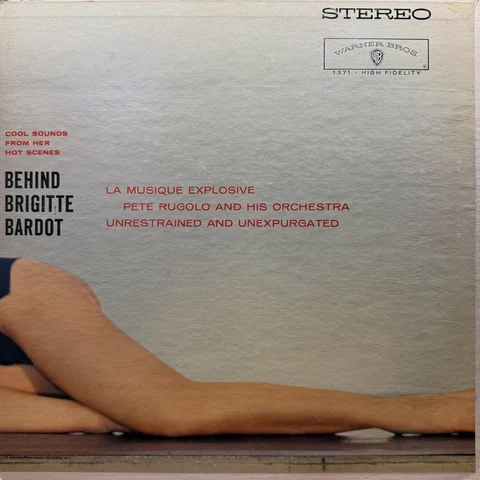 STEREO
WARNER BROS.
WB
1371 - HIGH FIDELITY
COOL SOUNDS
FROM HER
HOT SCENES
BEHIND
BRIGITTE
BARDOT
LA MUSIQUE EXPLOSIVE
PETE RUGOLO AND HIS ORCHESTRA
UNRESTRAINED AND UNEXPURGATED